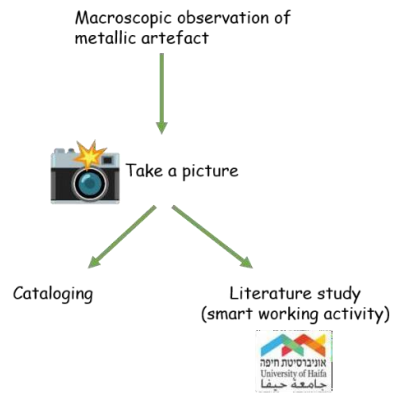 Macroscopic observation of
metallic artefact
Take a picture
Cataloging
Literature study
(smart working activity)
אוניברסיטת חיפה
University of Haifa
جامعة حيفا